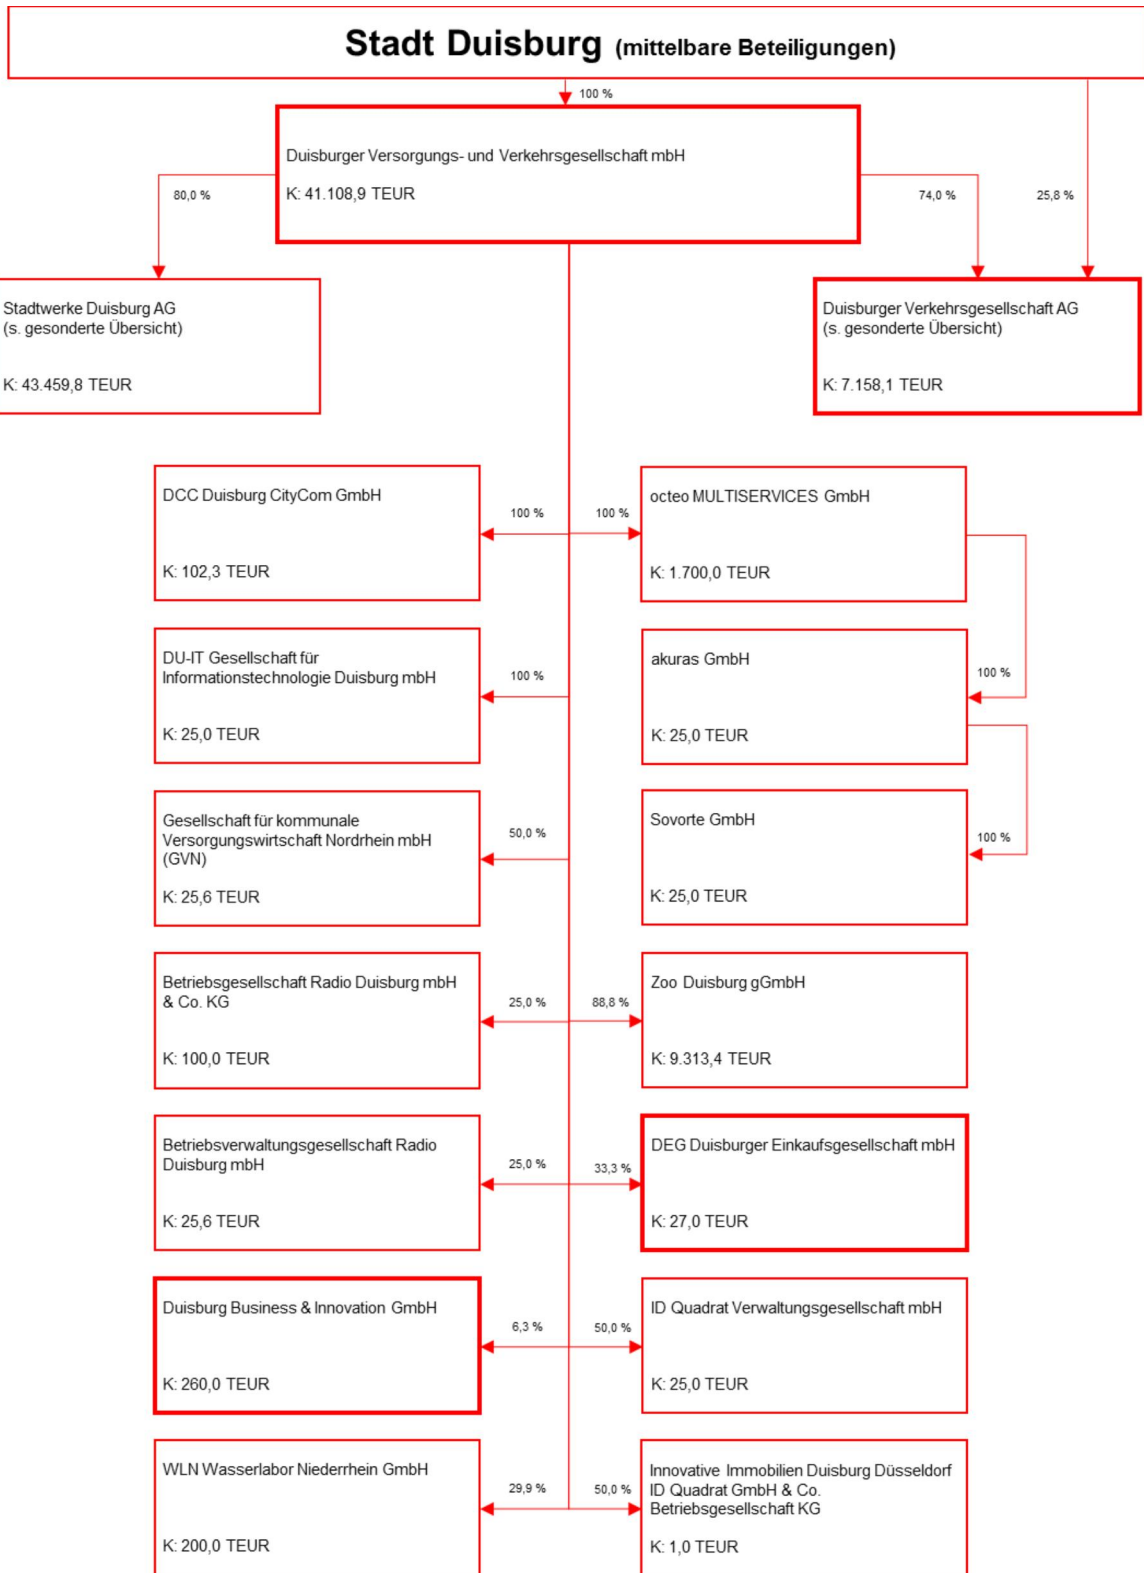 Stadt Duisburg (mittelbare Beteiligungen)
100 %
Duisburger Versorgungs- und Verkehrsgesellschaft mbH
K: 41.108,9 TEUR
80,0 %
74,0 %
25,8 %
Stadtwerke Duisburg AG
(s. gesonderte Übersicht)
K: 43.459,8 TEUR
Duisburger Verkehrsgesellschaft AG
(s. gesonderte Übersicht)
K: 7.158,1 TEUR
DCC Duisburg CityCom GmbH
K: 102,3 TEUR
100 %
100 %
octeo MULTISERVICES GmbH
K: 1.700,0 TEUR
DU-IT Gesellschaft für
Informationstechnologie Duisburg mbH
K: 25,0 TEUR
100 %
akuras GmbH
K: 25,0 TEUR
100 %
Gesellschaft für kommunale
Versorgungswirtschaft Nordrhein mbH
(GVN)
K: 25,6 TEUR
50,0 %
Sovorte GmbH
K: 25,0 TEUR
100 %
Betriebsgesellschaft Radio Duisburg mbH
& Co. KG
K: 100,0 TEUR
25,0 %
88,8 %
Zoo Duisburg gGmbH
K: 9.313,4 TEUR
Betriebsverwaltungsgesellschaft Radio
Duisburg mbH
K: 25,6 TEUR
25,0 %
33,3 %
DEG Duisburger Einkaufsgesellschaft mbH
K: 27,0 TEUR
Duisburg Business & Innovation GmbH
K: 260,0 TEUR
6,3 %
50,0 %
ID Quadrat Verwaltungsgesellschaft mbH
K: 25,0 TEUR
WLN Wasserlabor Niederrhein GmbH
K: 200,0 TEUR
29,9 %
50,0 %
Innovative Immobilien Duisburg Düsseldorf
ID Quadrat GmbH & Co.
Betriebsgesellschaft KG
K: 1,0 TEUR